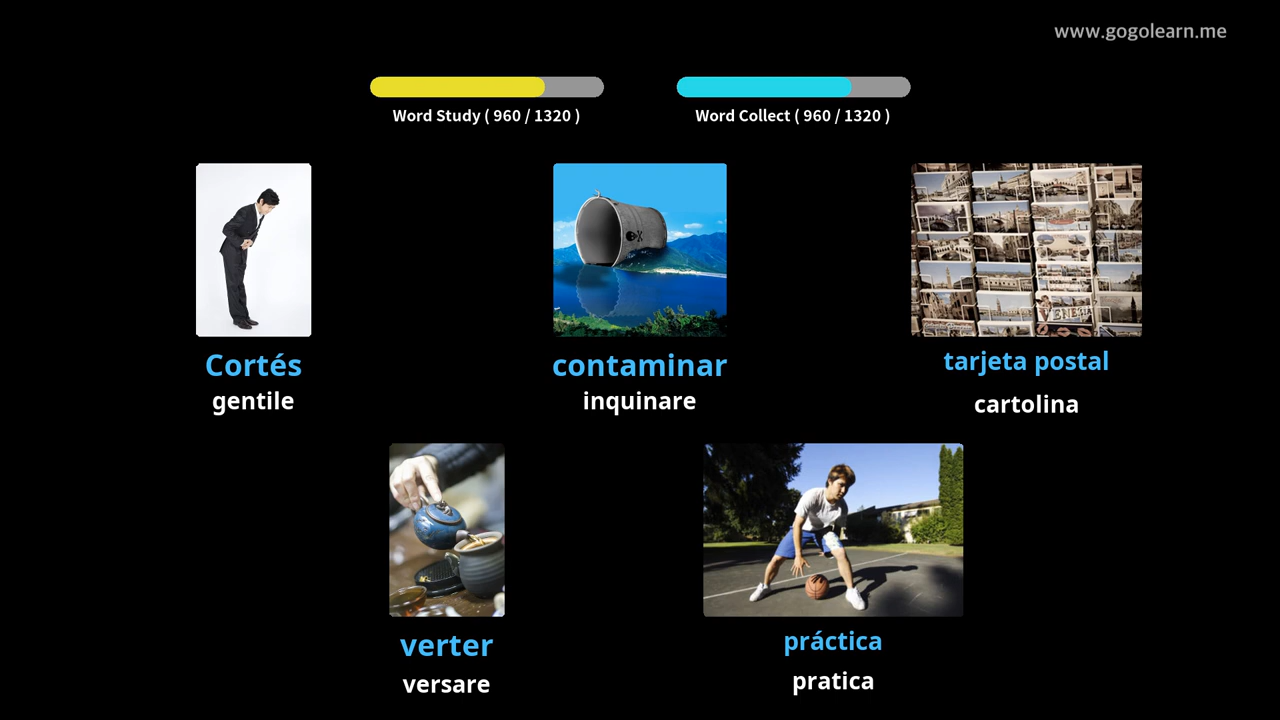 www.gogolearn.me
Word Study ( 960 / 1320 )
Word Collect ( 960 / 1320 )
Cortés
gentile
contaminar
inquinare
tarjeta postal
cartolina
VENEZIA
verter
versare
práctica
pratica